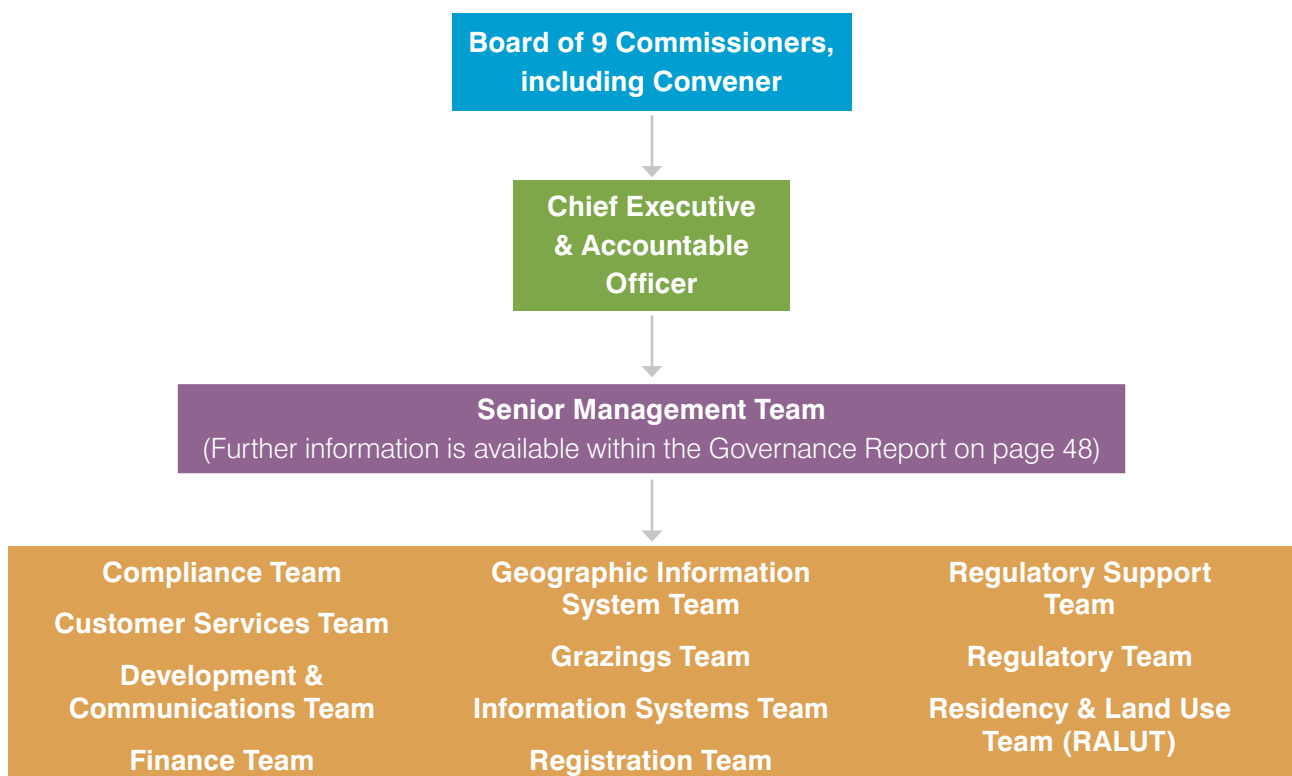 Board of 9 Commissioners,
including Convener
Chief Executive
& Accountable
Officer
Senior Management Team
(Further information is available within the Governance Report on page 48)
Compliance Team
Customer Services Team
Development &
Communications Team
Finance Team
Geographic Information
System Team
Grazings Team
Information Systems Team
Registration Team
Regulatory Support
Team
Regulatory Team
Residency & Land Use
Team (RALUT)